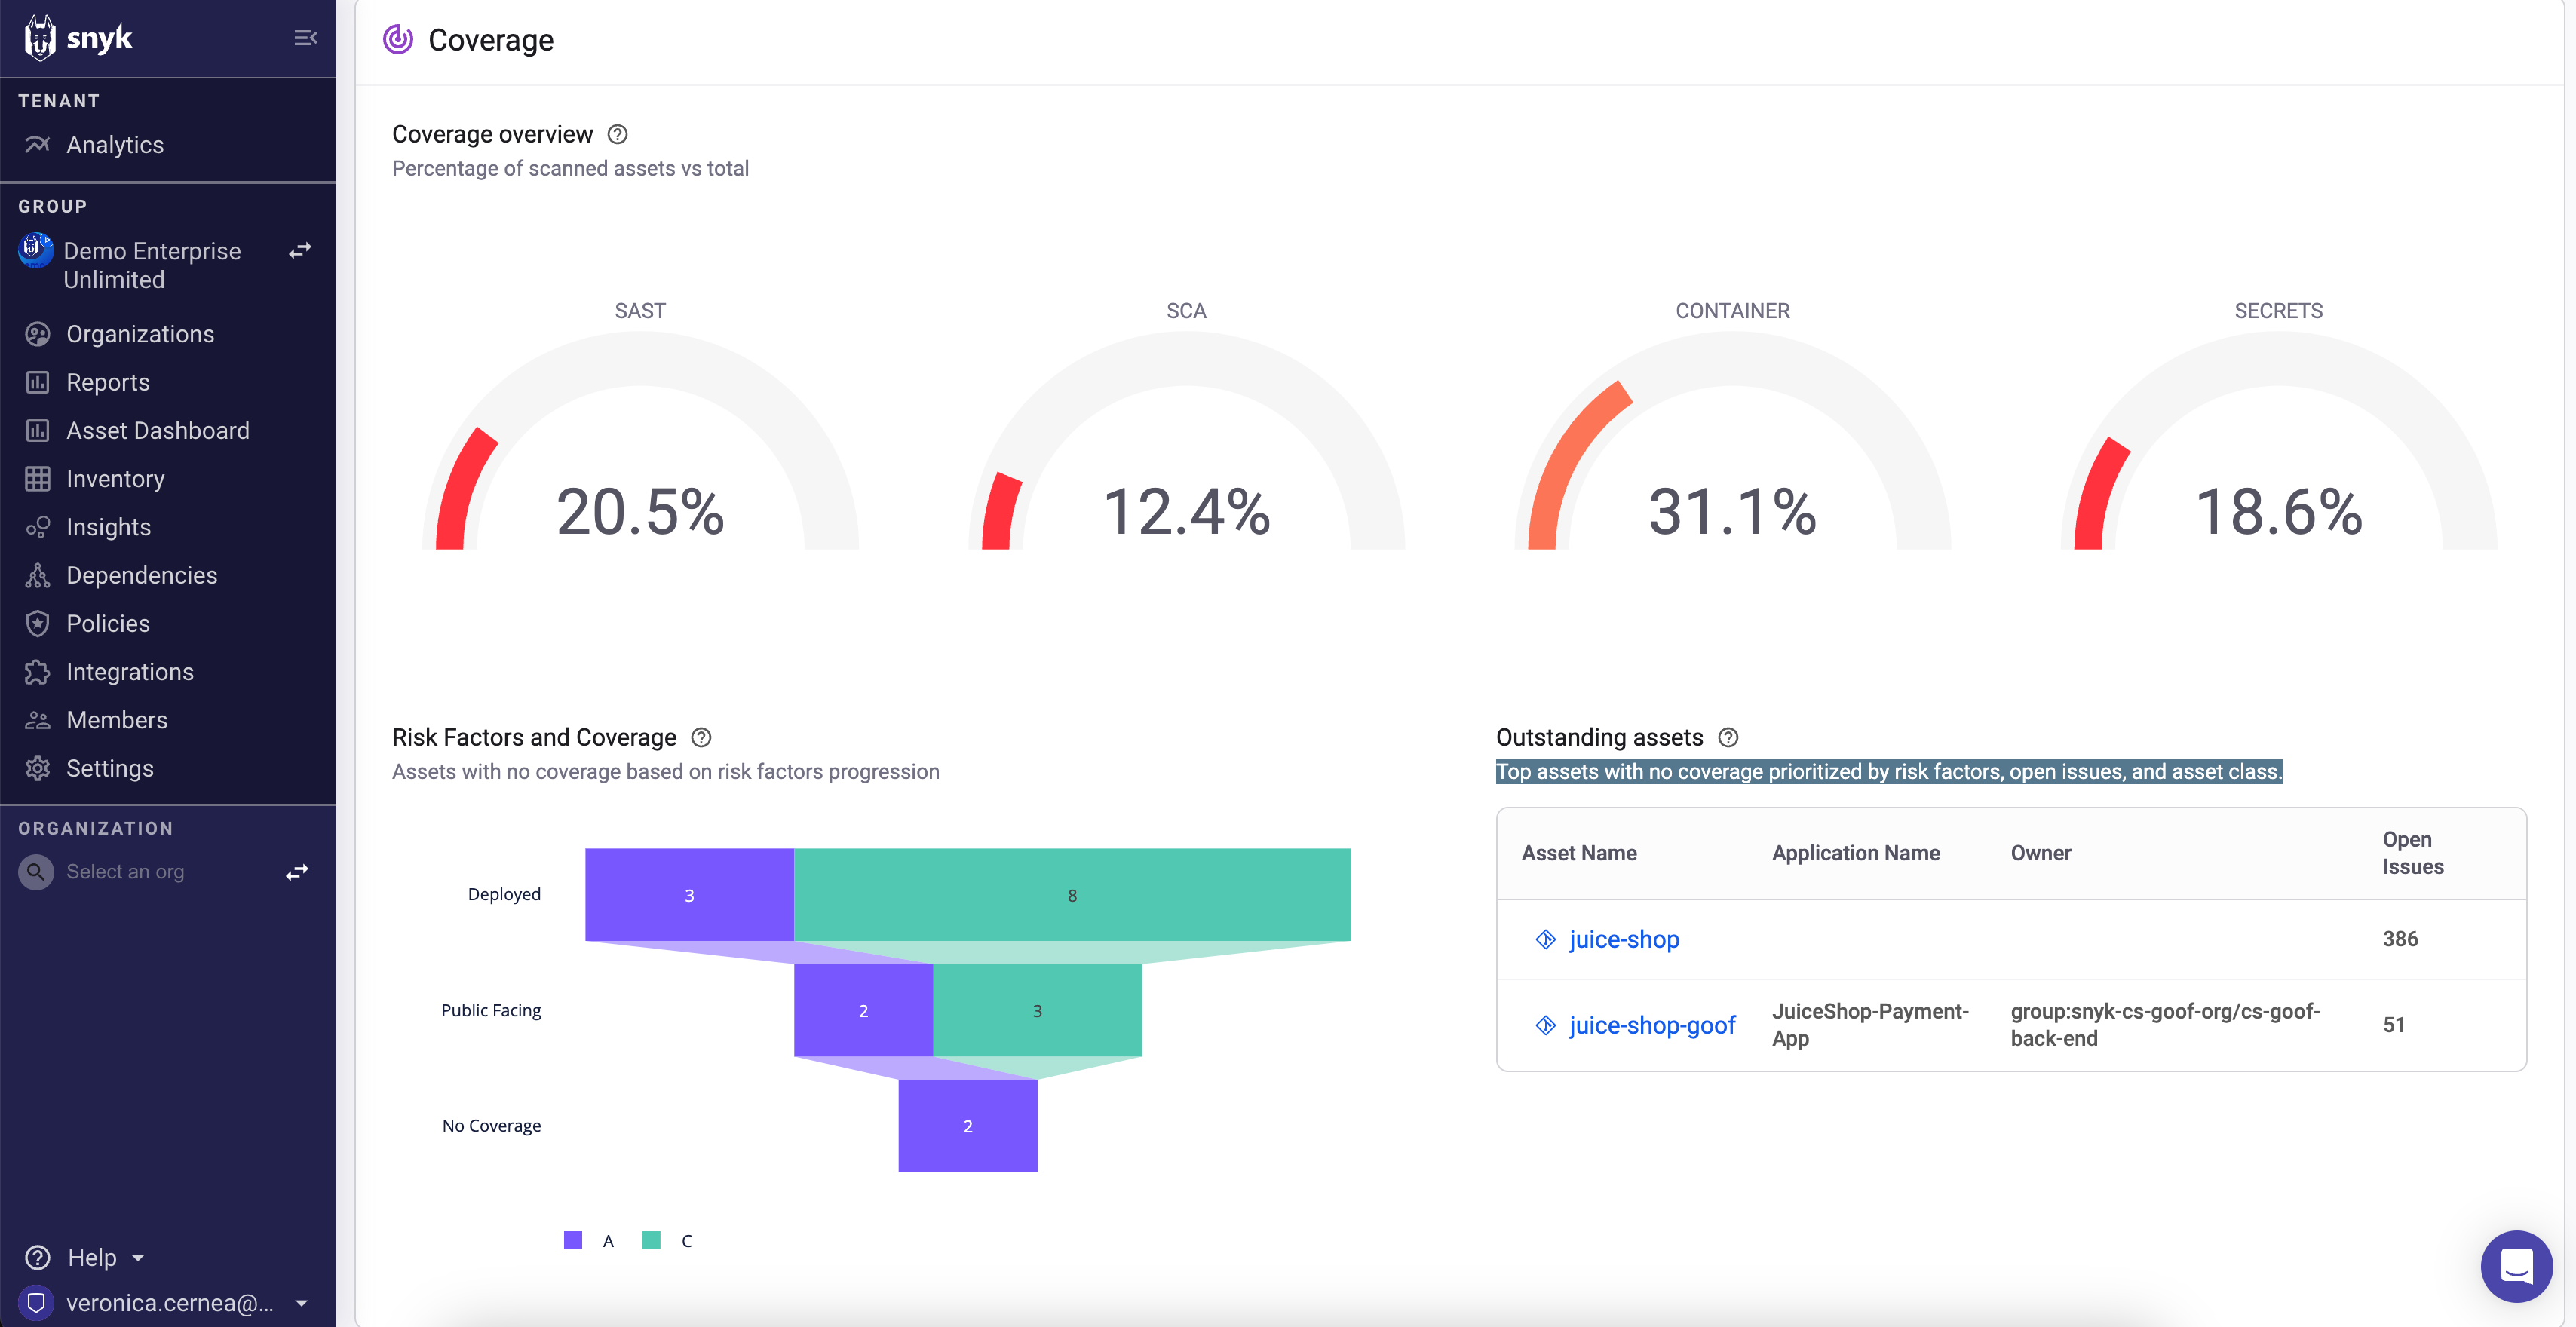 snyk
TENANT
Analytics
GROUP
Demo Enterprise
Unlimited
Organizations
Reports
Asset Dashboard
Inventory
Insights
Dependencies
Policies
Integrations
Members
Settings
ORGANIZATION
Select an org
Help
veronica.cernea@...
Coverage
Coverage overview
Percentage of scanned assets vs total
SAST
SCA
CONTAINER
SECRETS
20.5%
12.4%
31.1%
18.6%
Risk Factors and Coverage
Assets with no coverage based on risk factors progression
Deployed
3
8
Public Facing
2
3
No Coverage
2
A
C
Outstanding assets
Top assets with no coverage prioritized by risk factors, open issues, and asset class.
Asset Name
Application Name
Owner
Open
Issues
juice-shop
386
juice-shop-goof
JuiceShop-Payment-
App
group:snyk-cs-goof-org/cs-goof-
back-end
51